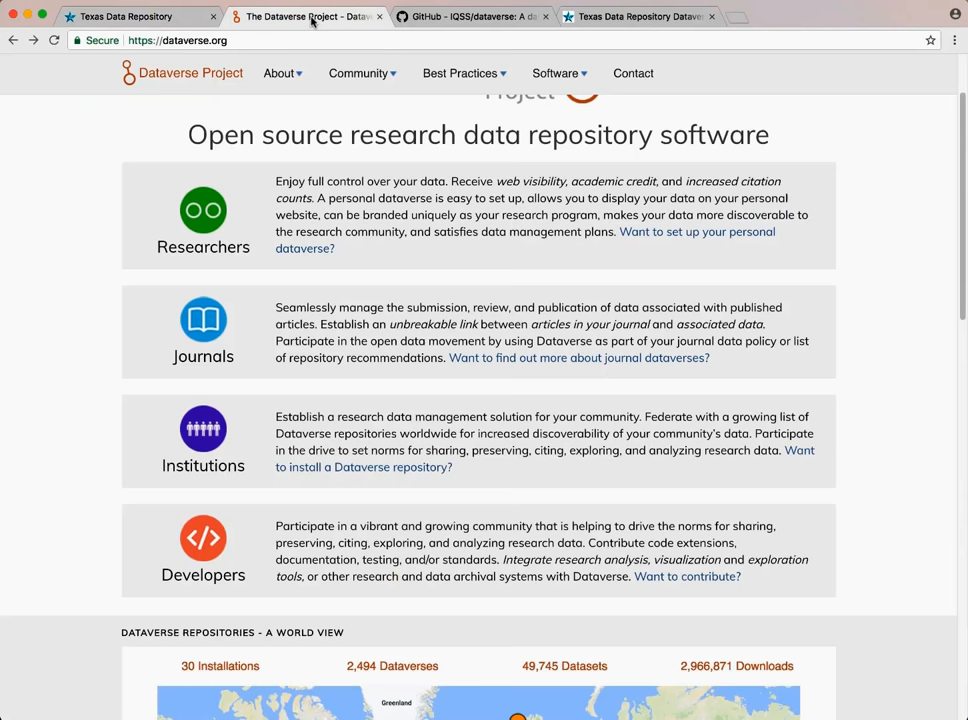 Texas Data Repository
The Dataverse Project - Datav
GitHub - IQSS/dataverse: A da
Texas Data Repository Datave
Secure
https://dataverse.org
Dataverse Project
About
Community
Best Practices
Software
Contact
Project
Open source research data repository software
Researchers
Enjoy full control over your data. Receive web visibility, academic credit, and increased citation
counts. A personal dataverse is easy to set up, allows you to display your data on your personal
website, can be branded uniquely as your research program, makes your data more discoverable to
the research community, and satisfies data management plans. Want to set up your personal
dataverse?
Journals
Seamlessly manage the submission, review, and publication of data associated with published
articles. Establish an unbreakable link between articles in your journal and associated data.
Participate in the open data movement by using Dataverse as part of your journal data policy or list
of repository recommendations. Want to find out more about journal dataverses?
Institutions
Establish a research data management solution for your community. Federate with a growing list of
Dataverse repositories worldwide for increased discoverability of your community's data. Participate
in the drive to set norms for sharing, preserving, citing, exploring, and analyzing research data. Want
to install a Dataverse repository?
Developers
Participate in a vibrant and growing community that is helping to drive the norms for sharing,
preserving, citing, exploring, and analyzing research data. Contribute code extensions,
documentation, testing, and/or standards. Integrate research analysis, visualization and exploration
tools, or other research and data archival systems with Dataverse. Want to contribute?
DATAVERSE REPOSITORIES - A WORLD VIEW
30 Installations
2,494 Dataverses
49,745 Datasets
2,966,871 Downloads
Greenland